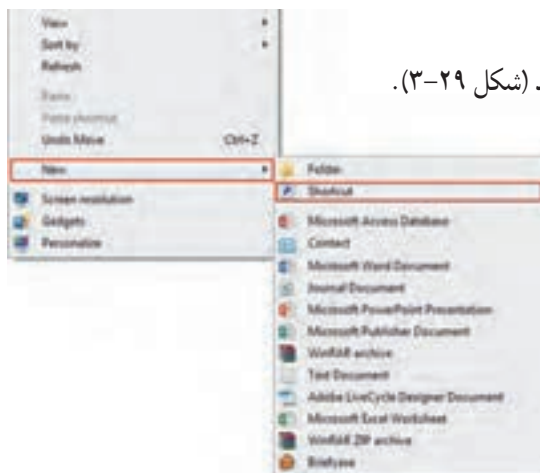 View
Sort by
Refresh
. (شکل ۲۹-۳).
Paste
Paste shortcut
Undo Move Ctrl+Z
New
Folder
Shortcut
Screen resolution
Gadgets
Personalize
Microsoft Access Database
Contact
Microsoft Word Document
Journal Document
Microsoft PowerPoint Presentation
Microsoft Publisher Document
WinRAR archive
Text Document
Adobe LiveCycle Designer Document
Microsoft Excel Worksheet
WinRAR ZIP archive
Briefcase